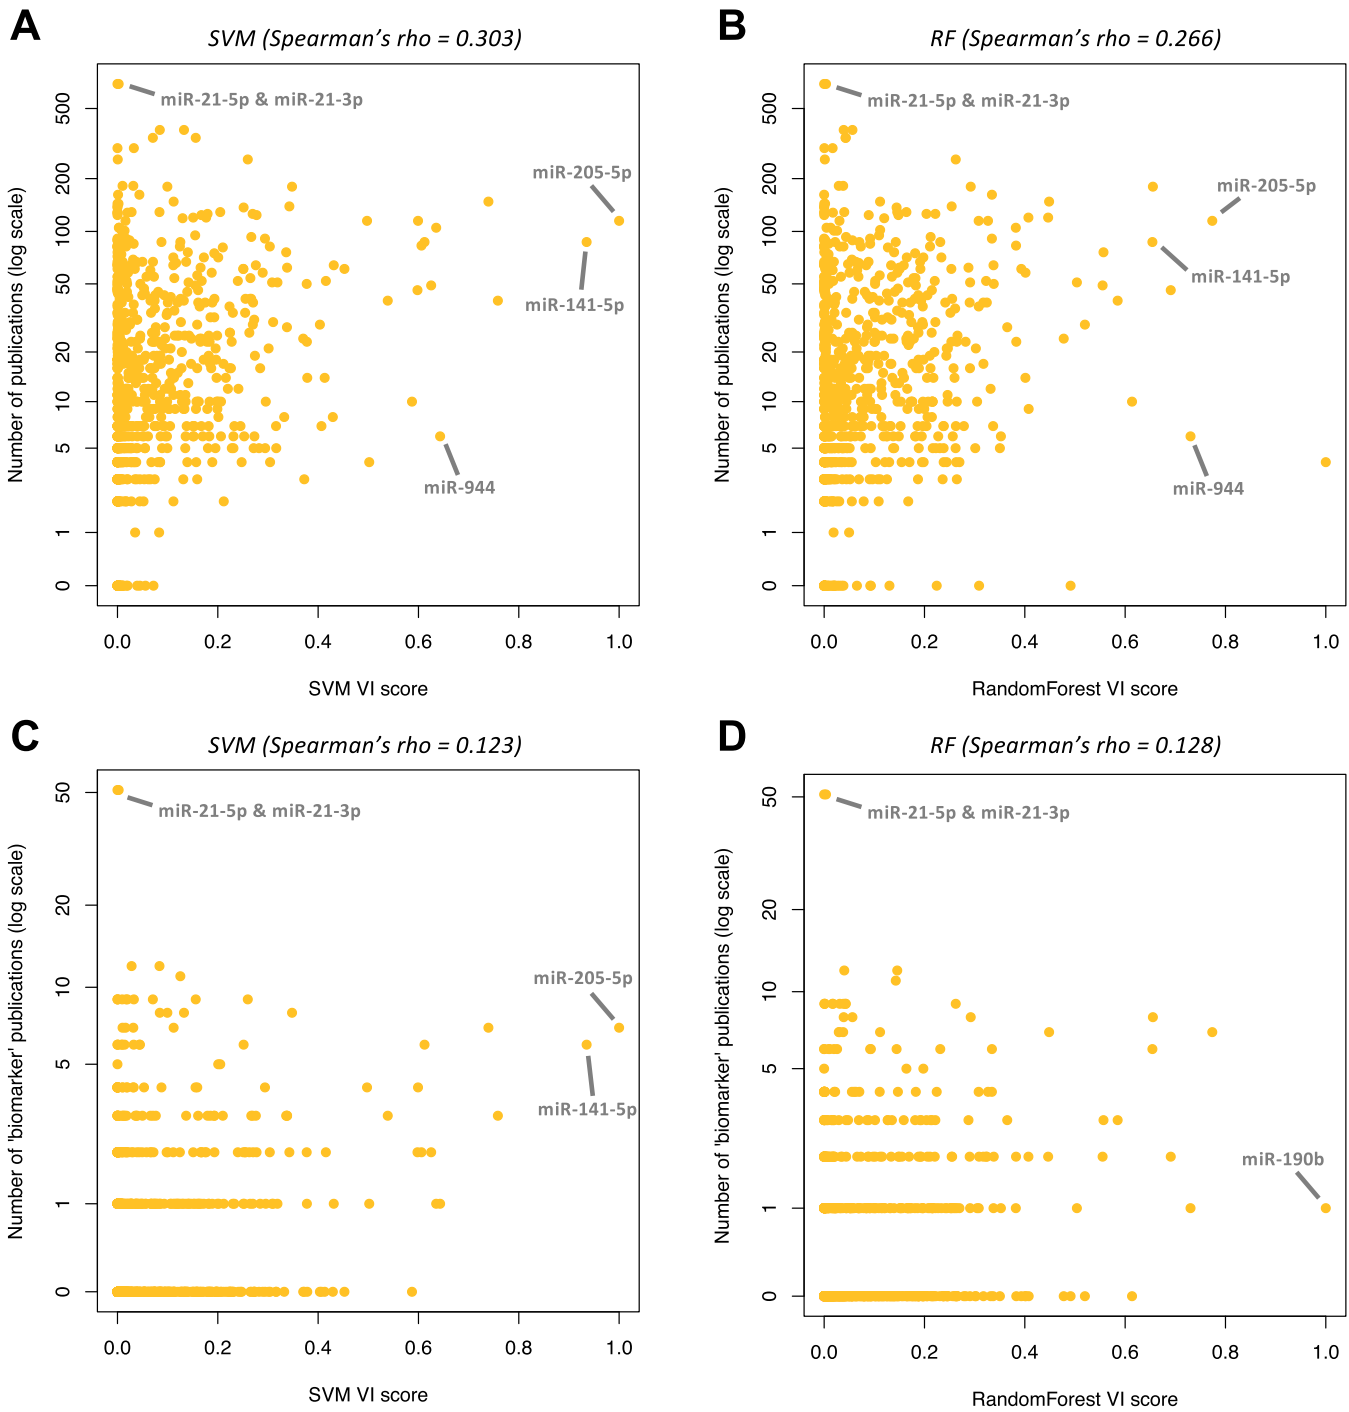 A
SVM (Spearman's rho = 0.303)
Number of publications (log scale)
500
200
100
50
20
10
5
1
0
miR-21-5p & miR-21-3p
miR-205-5p
miR-141-5p
miR-944
0.0 0.2 0.4 0.6 0.8 1.0
SVM VI score
B
RF (Spearman's rho = 0.266)
Number of publications (log scale)
500
200
100
50
20
10
5
1
0
miR-21-5p & miR-21-3p
miR-205-5p
miR-141-5p
miR-944
0.0 0.2 0.4 0.6 0.8 1.0
RandomForest VI score
C
SVM (Spearman's rho = 0.123)
Number of 'biomarker' publications (log scale)
50
20
10
5
1
0
miR-21-5p & miR-21-3p
miR-205-5p
miR-141-5p
0.0 0.2 0.4 0.6 0.8 1.0
SVM VI score
D
RF (Spearman's rho = 0.128)
Number of 'biomarker' publications (log scale)
50
20
10
5
1
0
miR-21-5p & miR-21-3p
miR-190b
0.0 0.2 0.4 0.6 0.8 1.0
RandomForest VI score